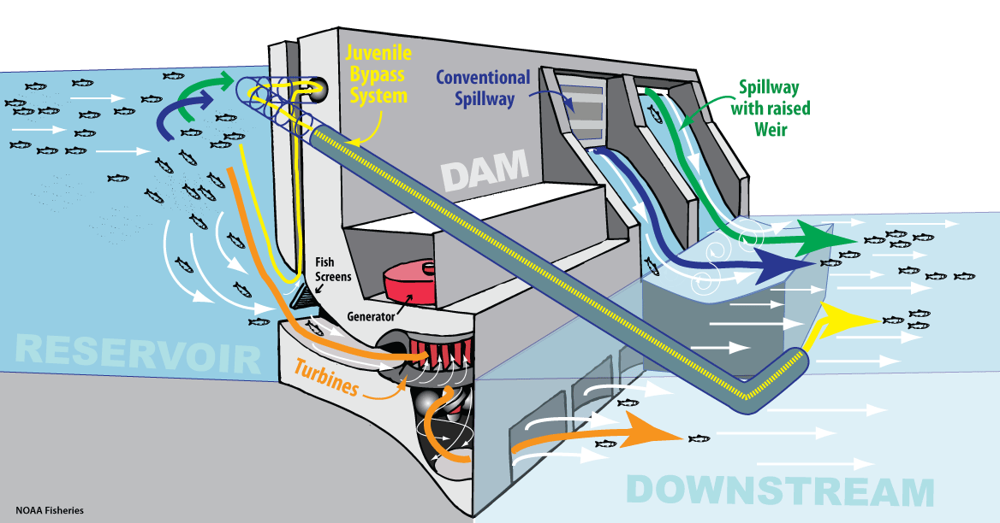 Juvenile
Bypass
System
Conventional
Spillway
Spillway
with raised
Weir
DAM
Fish
Screens
Generator
RESERVOIR
Turbines
DOWNSTREAM
NOAA Fisheries